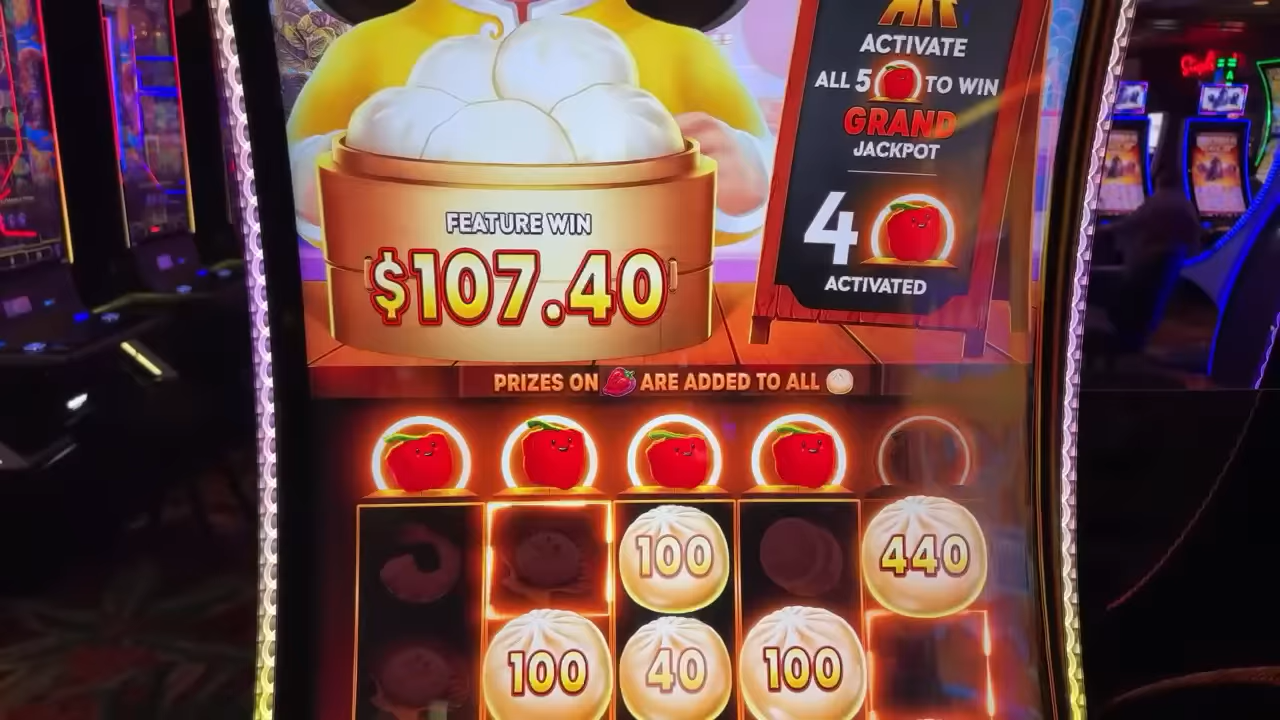 ACTIVATE
ALL 5 TO WIN
GRAND
JACKPOT
4
ACTIVATED
FEATURE WIN
$107.40
PRIZES ON ARE ADDED TO ALL
100
440
100
40
100